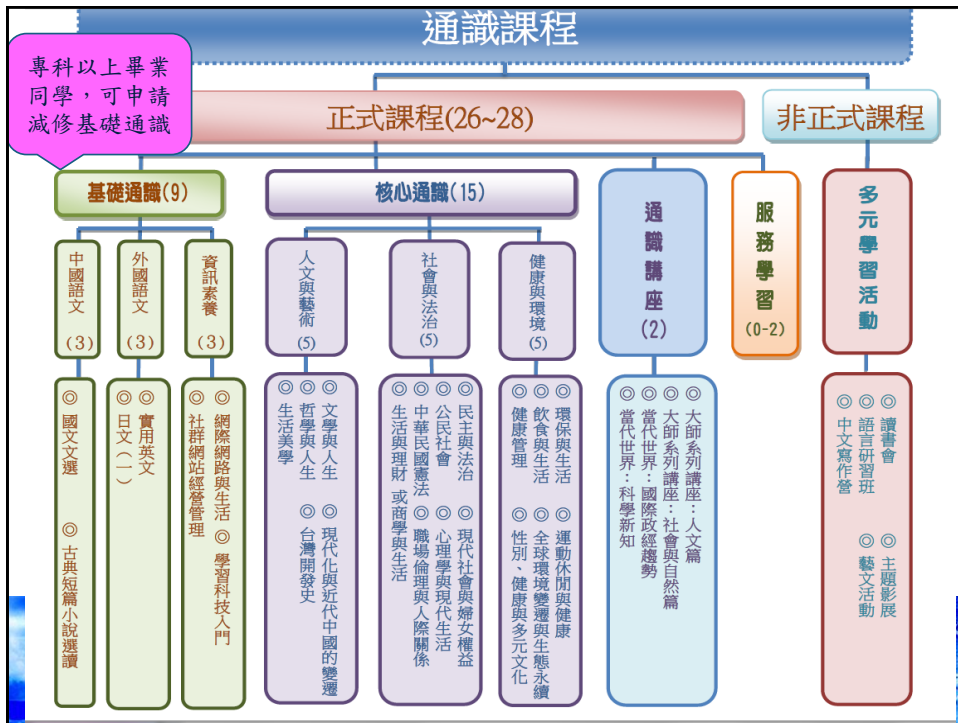 通識課程
專科以上畢業
同學，可申請
減修基礎通識
正式課程(26~28)
非正式課程
基礎通識(9)
核心通識(15)
通識講座(2)
服務學習(0-2)
多元學習活動
中國語文(3)
外國語文(3)
資訊素養(3)
人文與藝術(5)
社會與法治(5)
健康與環境(5)
◎ 國文文選 ◎ 古典短篇小說選讀
◎ 實用英文
◎ 日文(一)
◎ 網際網路與生活 ◎ 學習科技入門
◎ 社群網站經營管理
◎ 文學與人生 ◎ 現代化與近代中國的變遷
◎ 哲學與人生 ◎ 台灣開發史
◎ 生活美學
◎ 民主與法治 ◎ 現代社會與婦女權益
◎ 公民社會 ◎ 心理學與現代生活
◎ 中華民國憲法 ◎ 職場倫理與人際關係
◎ 生活與理財 或商學與生活
◎ 環保與生活 ◎ 運動休閒與健康
◎ 飲食與生活 ◎ 全球環境變遷與生態永續
◎ 健康管理 ◎ 性別、健康與多元文化
◎ 大師系列講座：人文篇
◎ 大師系列講座：社會與自然篇
◎ 當代世界：國際政經趨勢
◎ 當代世界：科學新知
◎ 讀書會 ◎ 主題影展
◎ 語言研習班 ◎ 藝文活動
◎ 中文寫作營